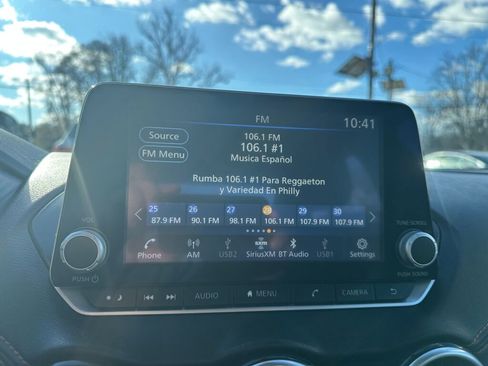 FM
10:41
Source
106.1 FM
106.1 #1
FM Menu
Musica Español
Rumba 106.1 #1 Para Reggaeton
y Variedad En Philly
25 26 27 28 29 30
87.9 FM 90.1 FM 98.1 FM 106.1 FM 107.9 FM 107.9 FM
VOL
TUNE·SCROLL
Phone AM USB2 SiriusXM BT Audio USB1 Settings
PUSH
PUSH SOUND
AUDIO MENU CAMERA